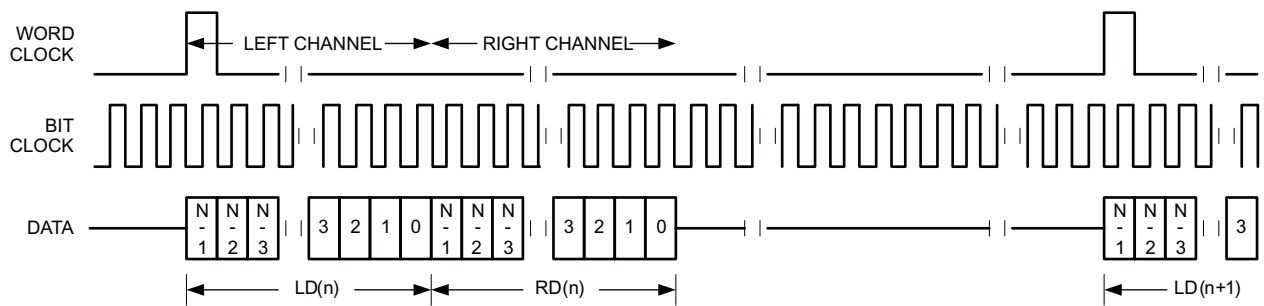 WORD
CLOCK
LEFT CHANNEL
RIGHT CHANNEL
BIT
CLOCK
DATA
N
-
1
N
-
2
N
-
3
3
2
1
0
N
-
1
N
-
2
N
-
3
3
2
1
0
N
-
1
N
-
2
N
-
3
3
LD(n)
RD(n)
LD(n+1)